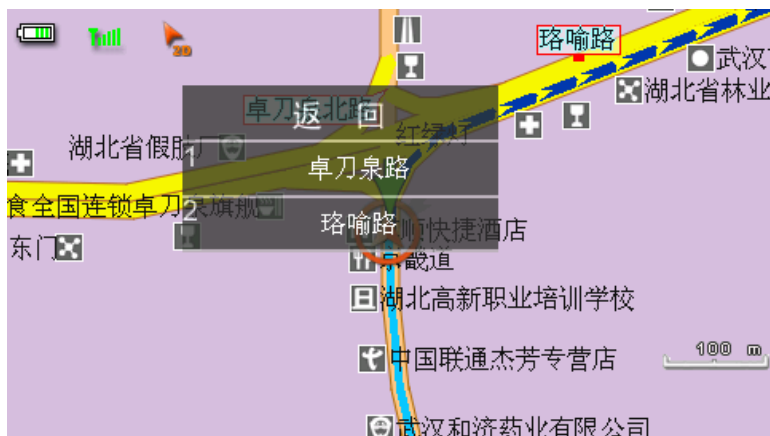 2D
珞喻路
武汉
湖北省林业
卓刀泉北路
返 回
红绿灯
湖北省假肢厂
1
卓刀泉路
食全国连锁卓刀泉旗舰
2
珞喻路
顺快捷酒店
东门
京畿道
湖北高新职业培训学校
100 m
中国联通杰芳专营店
武汉和济药业有限公司